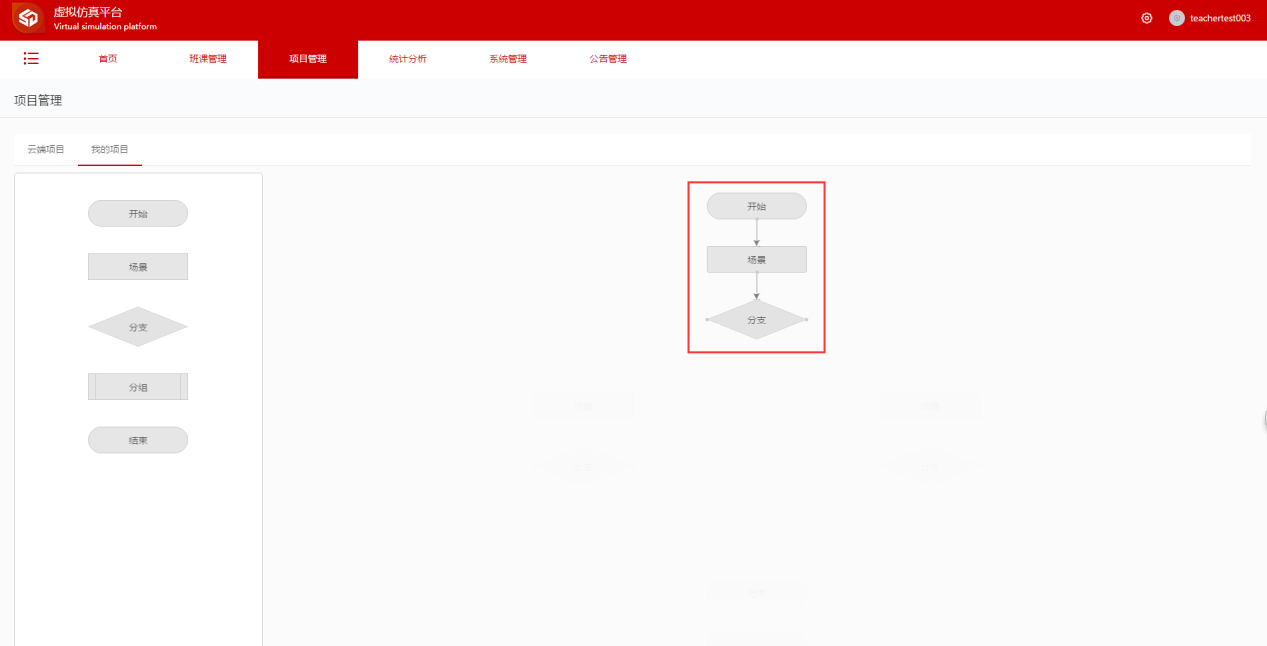 虚拟仿真平台
Virtual simulation platform
teachertest003
首页
班课管理
项目管理
统计分析
系统管理
公告管理
项目管理
云端项目
我的项目
开始
场景
分支
分组
结束
开始
场景
分支